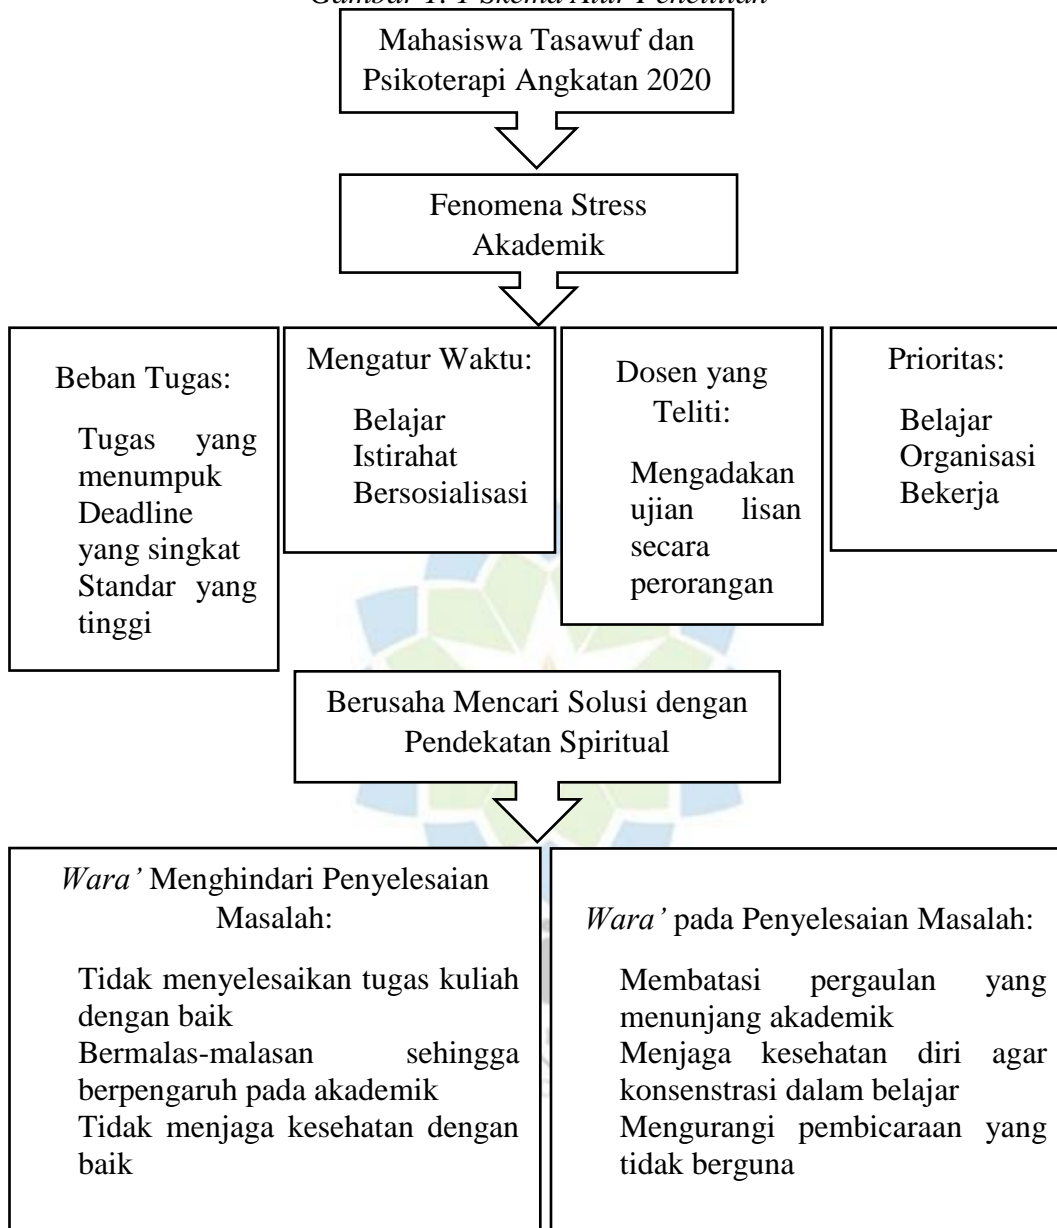 Gambar 1. 1 Skema Alur Penelitian
Mahasiswa Tasawuf dan
Psikoterapi Angkatan 2020
Fenomena Stress
Akademik
Beban Tugas:
Tugas yang
menumpuk
Deadline
yang singkat
Standar yang
tinggi
Mengatur Waktu:
Belajar
Istirahat
Bersosialisasi
Dosen yang
Teliti:
Mengadakan
ujian lisan
secara
perorangan
Prioritas:
Belajar
Organisasi
Bekerja
Berusaha Mencari Solusi dengan
Pendekatan Spiritual
Wara’ Menghindari Penyelesaian
Masalah:
Tidak menyelesaikan tugas kuliah
dengan baik
Bermalas-malasan sehingga
berpengaruh pada akademik
Tidak menjaga kesehatan dengan
baik
Wara’ pada Penyelesaian Masalah:
Membatasi pergaulan yang
menunjang akademik
Menjaga kesehatan diri agar
konsenstrasi dalam belajar
Mengurangi pembicaraan yang
tidak berguna